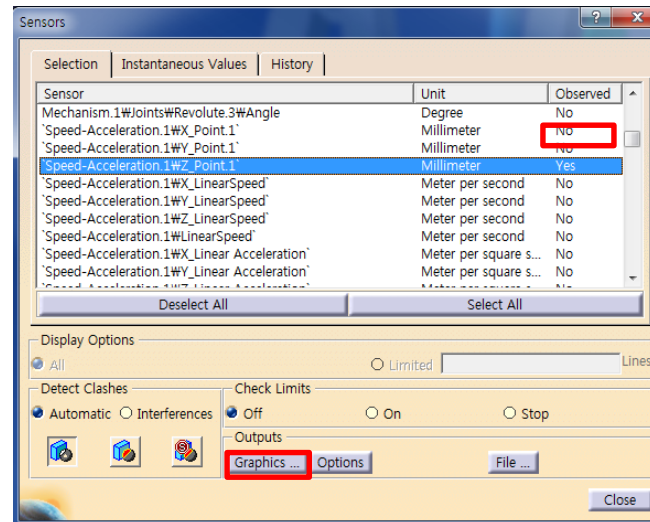 Sensors
Selection Instantaneous Values History
Sensor Unit Observed
Mechanism.1₩Joints₩Revolute.3₩Angle Degree No
`Speed-Acceleration.1₩X_Point.1` Millimeter No
`Speed-Acceleration.1₩Y_Point.1` Millimeter No
`Speed-Acceleration.1₩Z_Point.1` Millimeter Yes
`Speed-Acceleration.1₩X_LinearSpeed` Meter per second No
`Speed-Acceleration.1₩Y_LinearSpeed` Meter per second No
`Speed-Acceleration.1₩Z_LinearSpeed` Meter per second No
`Speed-Acceleration.1₩LinearSpeed` Meter per second No
`Speed-Acceleration.1₩X_Linear Acceleration` Meter per square s... No
`Speed-Acceleration.1₩Y_Linear Acceleration` Meter per square s... No
Deselect All Select All
Display Options
All Limited Lines
Detect Clashes Check Limits
Automatic Interferences Off On Stop
Outputs
Graphics ... Options File ...
Close